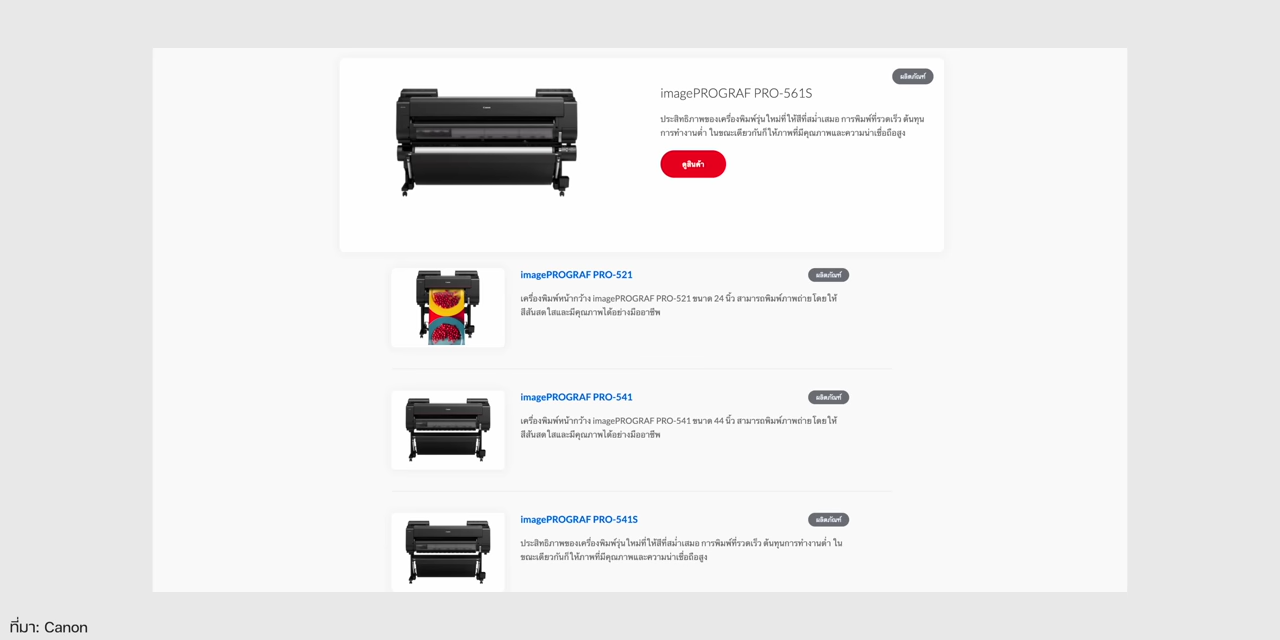 ผลิตภัณฑ์
imagePROGRAF PRO-561S
ประสิทธิภาพของเครื่องพิมพ์รุ่นใหม่ที่ให้สีที่สม่ำเสมอ การพิมพ์ที่รวดเร็ว ต้นทุน
การทำงานต่ำ ในขณะเดียวกันก็ให้ภาพที่มีคุณภาพและความน่าเชื่อถือสูง
ดูสินค้า
imagePROGRAF PRO-521
ผลิตภัณฑ์
เครื่องพิมพ์หน้ากว้าง imagePROGRAF PRO-521 ขนาด 24 นิ้ว สามารถพิมพ์ภาพถ่ายโดยให้
สีสันสดใสและมีคุณภาพได้อย่างมืออาชีพ
imagePROGRAF PRO-541
ผลิตภัณฑ์
เครื่องพิมพ์หน้ากว้าง imagePROGRAF PRO-541 ขนาด 44 นิ้ว สามารถพิมพ์ภาพถ่ายโดยให้
สีสันสดใสและมีคุณภาพได้อย่างมืออาชีพ
imagePROGRAF PRO-541S
ผลิตภัณฑ์
ประสิทธิภาพของเครื่องพิมพ์รุ่นใหม่ที่ให้สีที่สม่ำเสมอ การพิมพ์ที่รวดเร็ว ต้นทุนการทำงานต่ำ ใน
ขณะเดียวกันก็ให้ภาพที่มีคุณภาพและความน่าเชื่อถือสูง
ที่มา: Canon